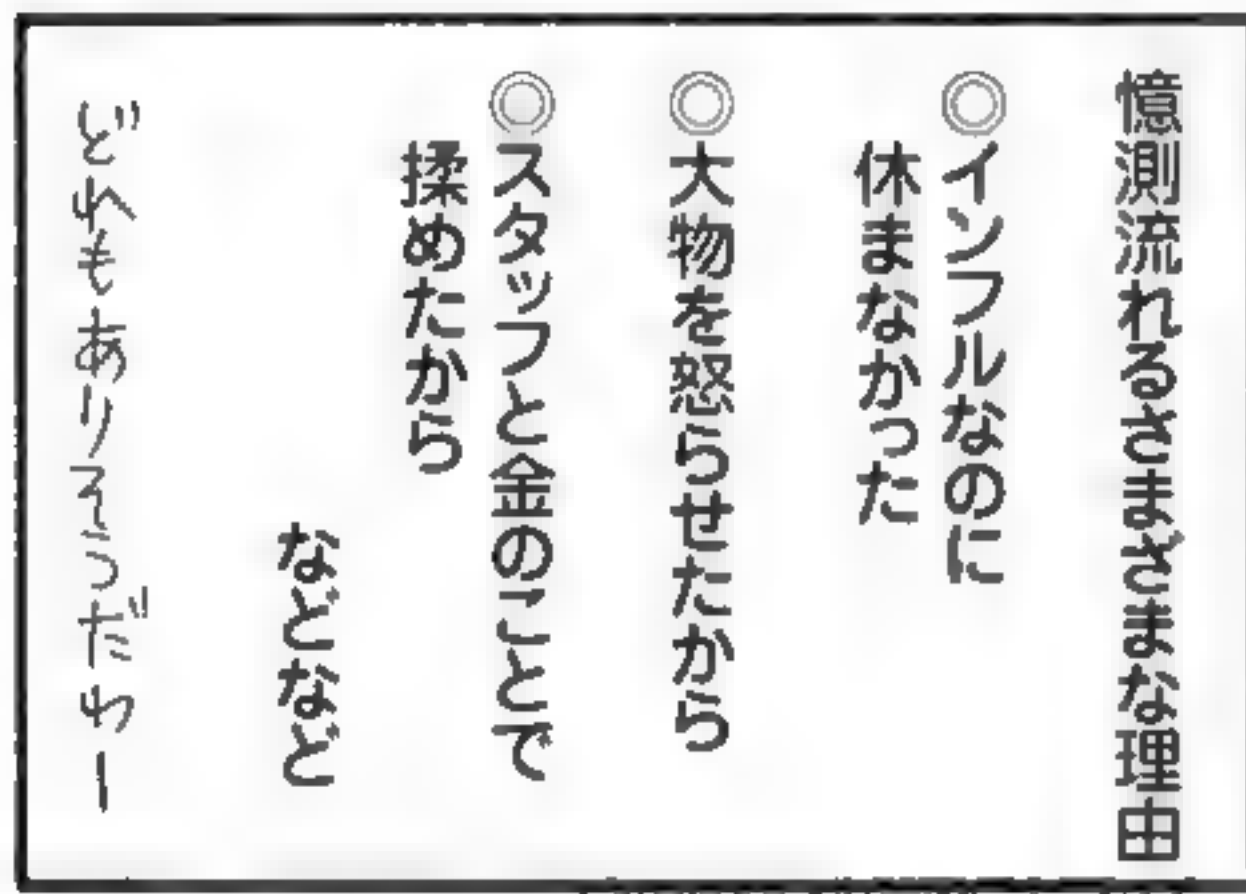 憶測流れるさまざまな理由
◎インフルなのに
休まなかった
◎大物を怒らせたから
◎スタッフと金のことで
揉めたから
などなど
どれもありそうだわー